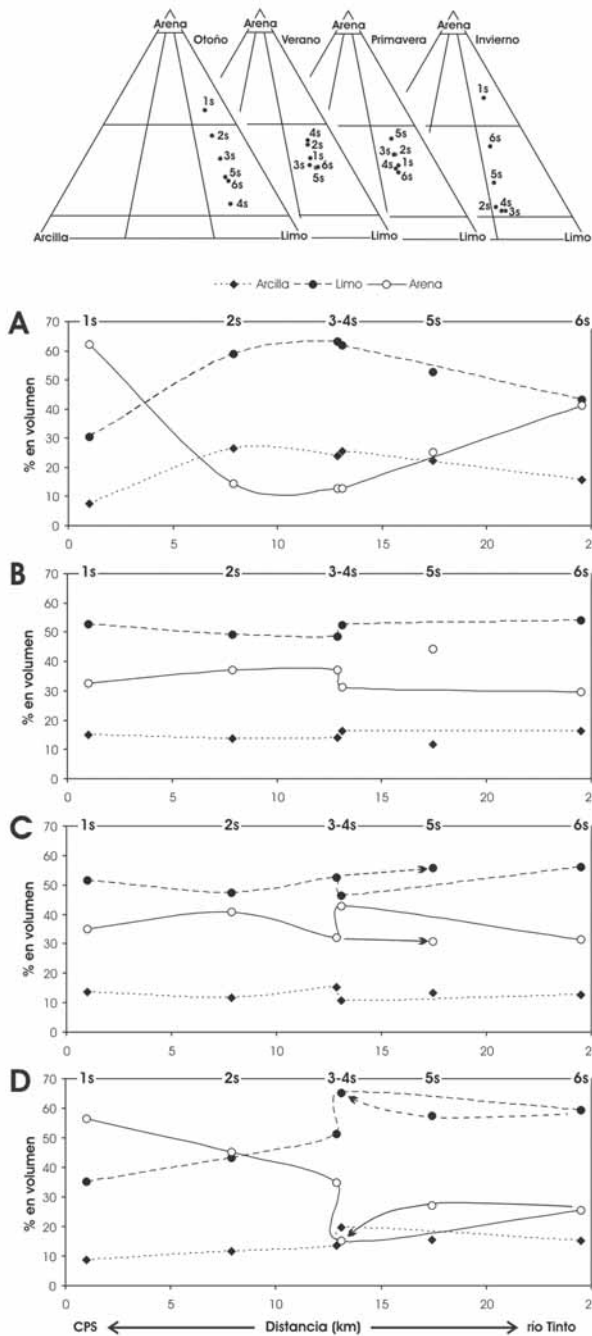 Arena Otoño Arena Verano Arena Primavera Arena Invierno
1s
2s
3s
5s
6s
4s
4s
2s
1s
3s 6s
5s
5s
3s 2s
4s 1s
6s
1s
6s
5s
2s 4s 3s
Arcilla Limo Limo Limo Limo
Arcilla Limo Arena
A
1s 2s 3-4s 5s 6s
% en volumen
70
60
50
40
30
20
10
0
0 5 10 15 20 25
B
1s 2s 3-4s 5s 6s
% en volumen
70
60
50
40
30
20
10
0
0 5 10 15 20 25
C
1s 2s 3-4s 5s 6s
% en volumen
70
60
50
40
30
20
10
0
0 5 10 15 20 25
D
1s 2s 3-4s 5s 6s
% en volumen
70
60
50
40
30
20
10
0
0 5 10 15 20 25
CPS Distancia (km) río Tinto